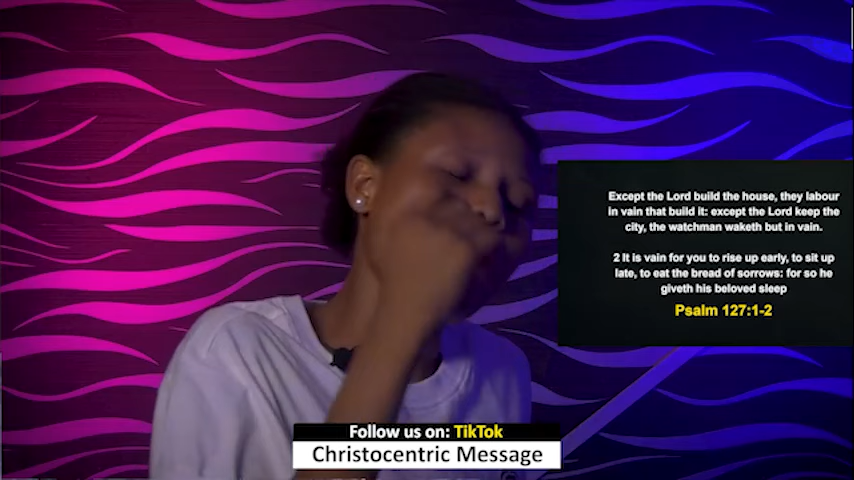 Except the Lord build the house, they labour
in vain that build it: except the Lord keep the
city, the watchman waketh but in vain.
2 It is vain for you to rise up early, to sit up
late, to eat the bread of sorrows: for so he
giveth his beloved sleep
Psalm 127:1-2
Follow us on: TikTok
Christocentric Message